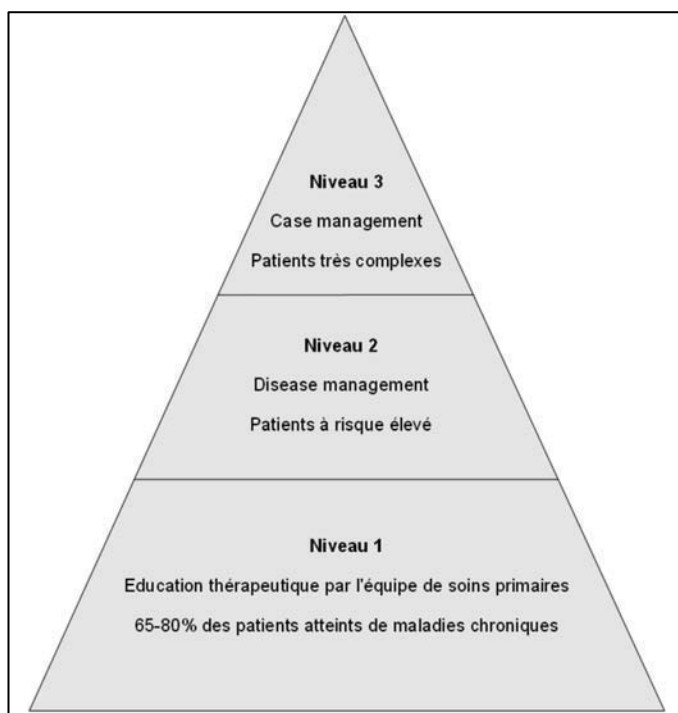 Niveau 3
Case management
Patients très complexes
Niveau 2
Disease management
Patients à risque élevé
Niveau 1
Education thérapeutique par l'équipe de soins primaires
65-80% des patients atteints de maladies chroniques